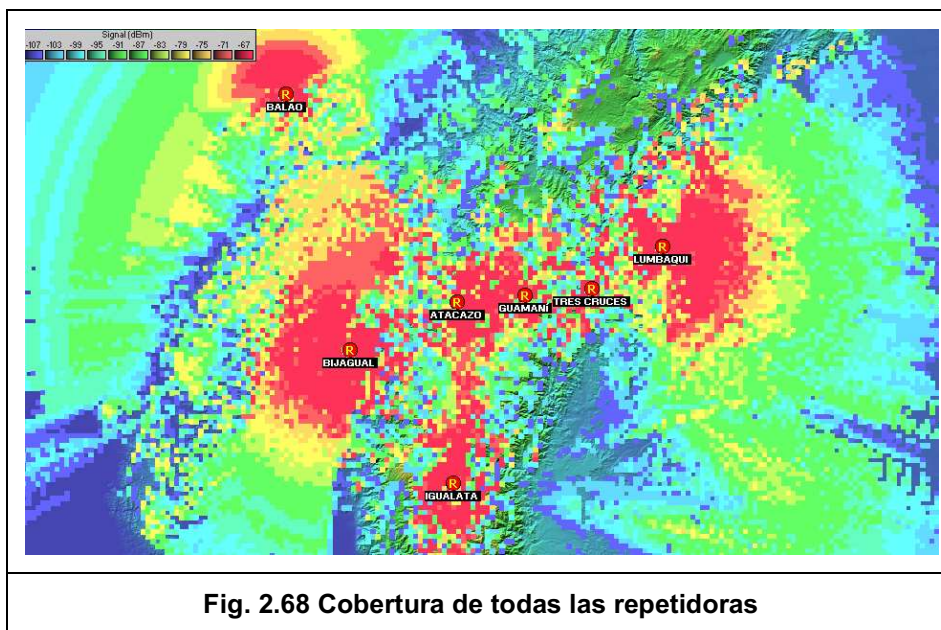 Signal (dBm)
-107 -103 -99 -95 -91 -87 -83 -79 -75 -71 -67
R
BALAO
R
LUMBAQUI
R
TRES CRUCES
R
GUAMANÍ
R
ATACAZO
R
BIJAGUAL
R
IGUALATA
Fig. 2.68 Cobertura de todas las repetidoras